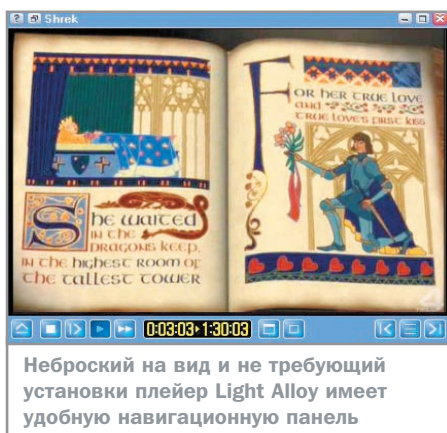 Shrek
She waited
in the
dragons keep,
in the highest room of
the tallest tower
For her true love
and
true love's first kiss
0:03:03 1:30:03
Неброский на вид и не требующий
установки плейер Light Alloy имеет
удобную навигационную панель